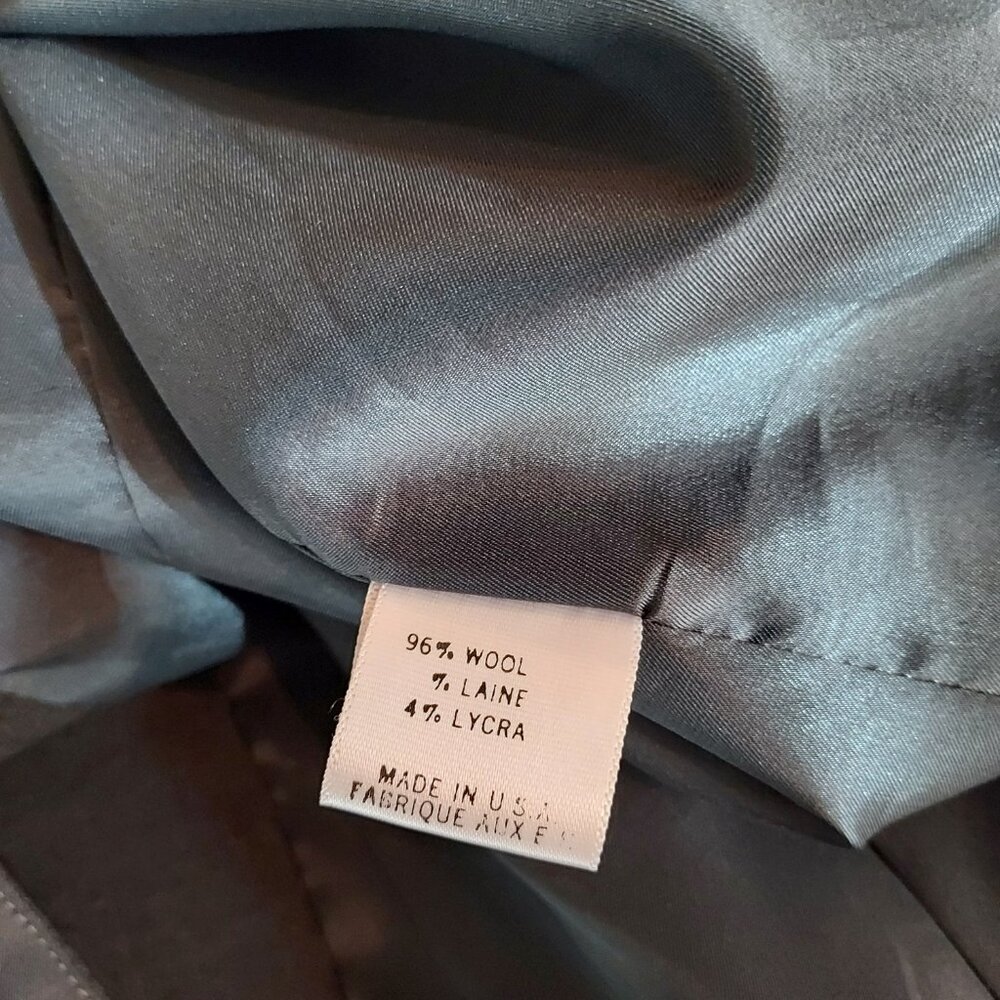 96% WOOL
% LAINE
4% LYCRA
MADE IN U.S.A.
FABRIQUE AUX E